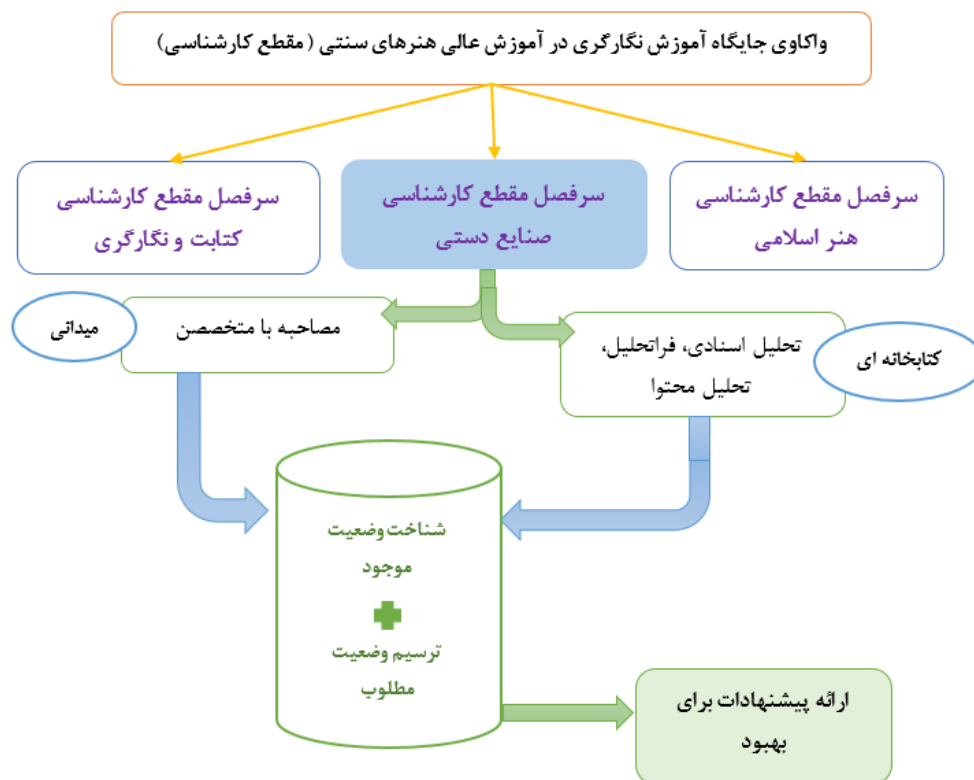 واکاوی جایگاه آموزش نگارگری در آموزش عالی هنرهای سنتی ( مقطع کارشناسی)
سرفصل مقطع کارشناسی
هنر اسلامی
سرفصل مقطع کارشناسی
صنایع دستی
سرفصل مقطع کارشناسی
کتابت و نگارگری
کتابخانه ای
تحلیل اسنادی، فراتحلیل،
تحلیل محتوا
مصاحبه با متخصصن
میدانی
شناخت وضعیت
موجود
ترسیم وضعیت
مطلوب
ارائه پیشنهادات برای
بهبود